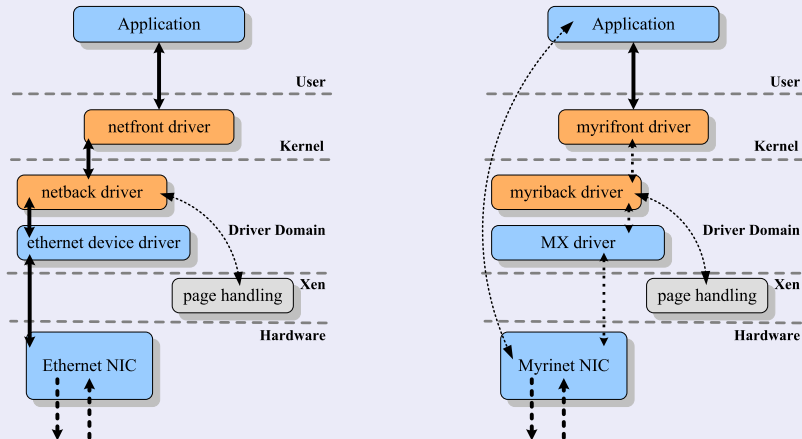 Application
User
netfront driver
Kernel
netback driver
Driver Domain
ethernet device driver
Xen
page handling
Hardware
Ethernet NIC
Application
User
myrifront driver
Kernel
myriback driver
Driver Domain
MX driver
Xen
page handling
Hardware
Myrinet NIC